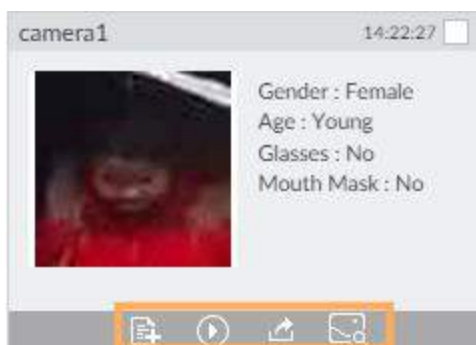 camera1
14:22:27
Gender : Female
Age : Young
Glasses : No
Mouth Mask : No